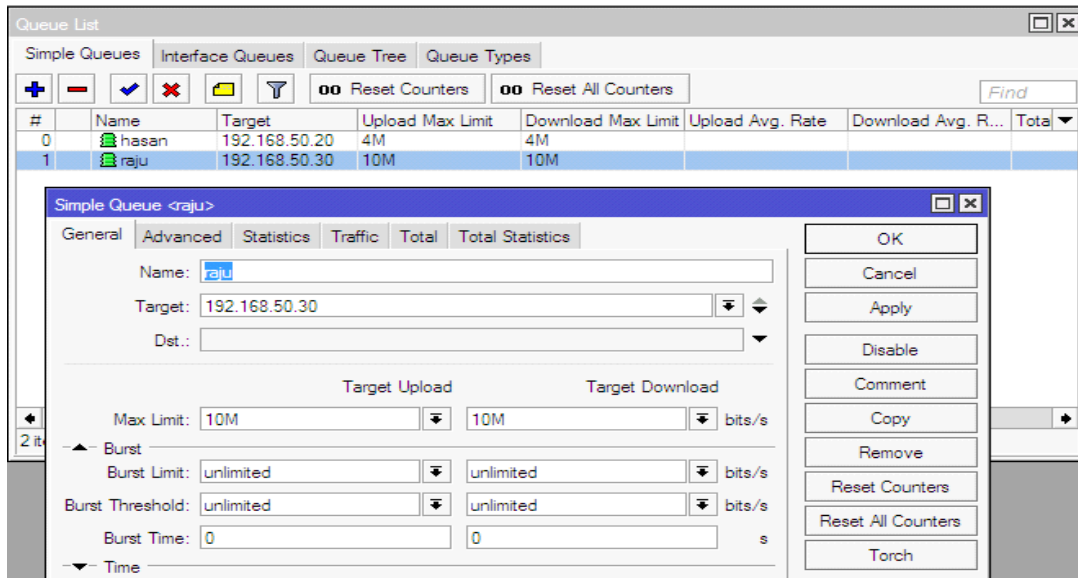 Queue List
Simple Queues Interface Queues Queue Tree Queue Types
00 Reset Counters 00 Reset All Counters Find
# Name Target Upload Max Limit Download Max Limit Upload Avg. Rate Download Avg. R... Tota
0 hasan 192.168.50.20 4M 4M
1 raju 192.168.50.30 10M 10M
Simple Queue <raju>
General Advanced Statistics Traffic Total Total Statistics
OK
Name: raju
Cancel
Target: 192.168.50.30
Apply
Dst.:
Disable
Target Upload Target Download
Comment
Max Limit: 10M 10M bits/s
Copy
2 ite
Burst
Remove
Burst Limit: unlimited unlimited bits/s
Reset Counters
Burst Threshold: unlimited unlimited bits/s
Reset All Counters
Burst Time: 0 0 s
Torch
Time